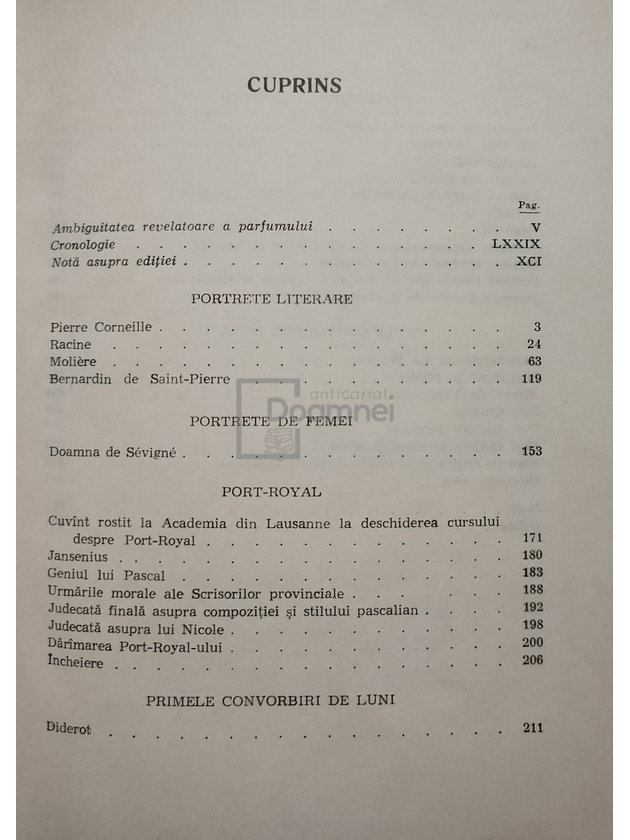 CUPRINS
Pag.
Ambiguitatea revelatoare a parfumului . . . . . . . V
Cronologie . . . . . . . . . . . . . LXXIX
Notă asupra ediției . . . . . . . . . . . . XCI
PORTRETE LITERARE
Pierre Corneille . . . . . . . . . . . . . 3
Racine . . . . . . . . . . . . . . 24
Molière . . . . . . . . . . . . . . 63
Bernardin de Saint-Pierre . . . . . . . . . . 119
anticariat
Doamnei
PORTRETE DE FEMEI
Doamna de Sévigné . . . . . . . . . . . . 153
PORT-ROYAL
Cuvînt rostit la Academia din Lausanne la deschiderea cursului
despre Port-Royal . . . . . . . . . . . 171
Jansenius . . . . . . . . . . . . . . 180
Geniul lui Pascal . . . . . . . . . . . . 183
Urmările morale ale Scrisorilor provinciale . . . . . . 188
Judecată finală asupra compoziției și stilului pascalian . . . . 192
Judecată asupra lui Nicole . . . . . . . . . . 198
Dărîmarea Port-Royal-ului . . . . . . . . . . 200
Încheiere . . . . . . . . . . . . . . 206
PRIMELE CONVORBIRI DE LUNI
Diderot . . . . . . . . . . . . . . 211